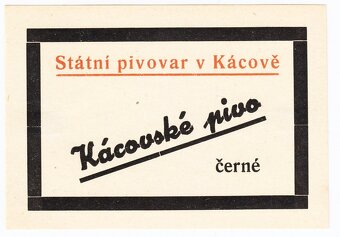 Státní pivovar v Kácově
Kácovské pivo
černé